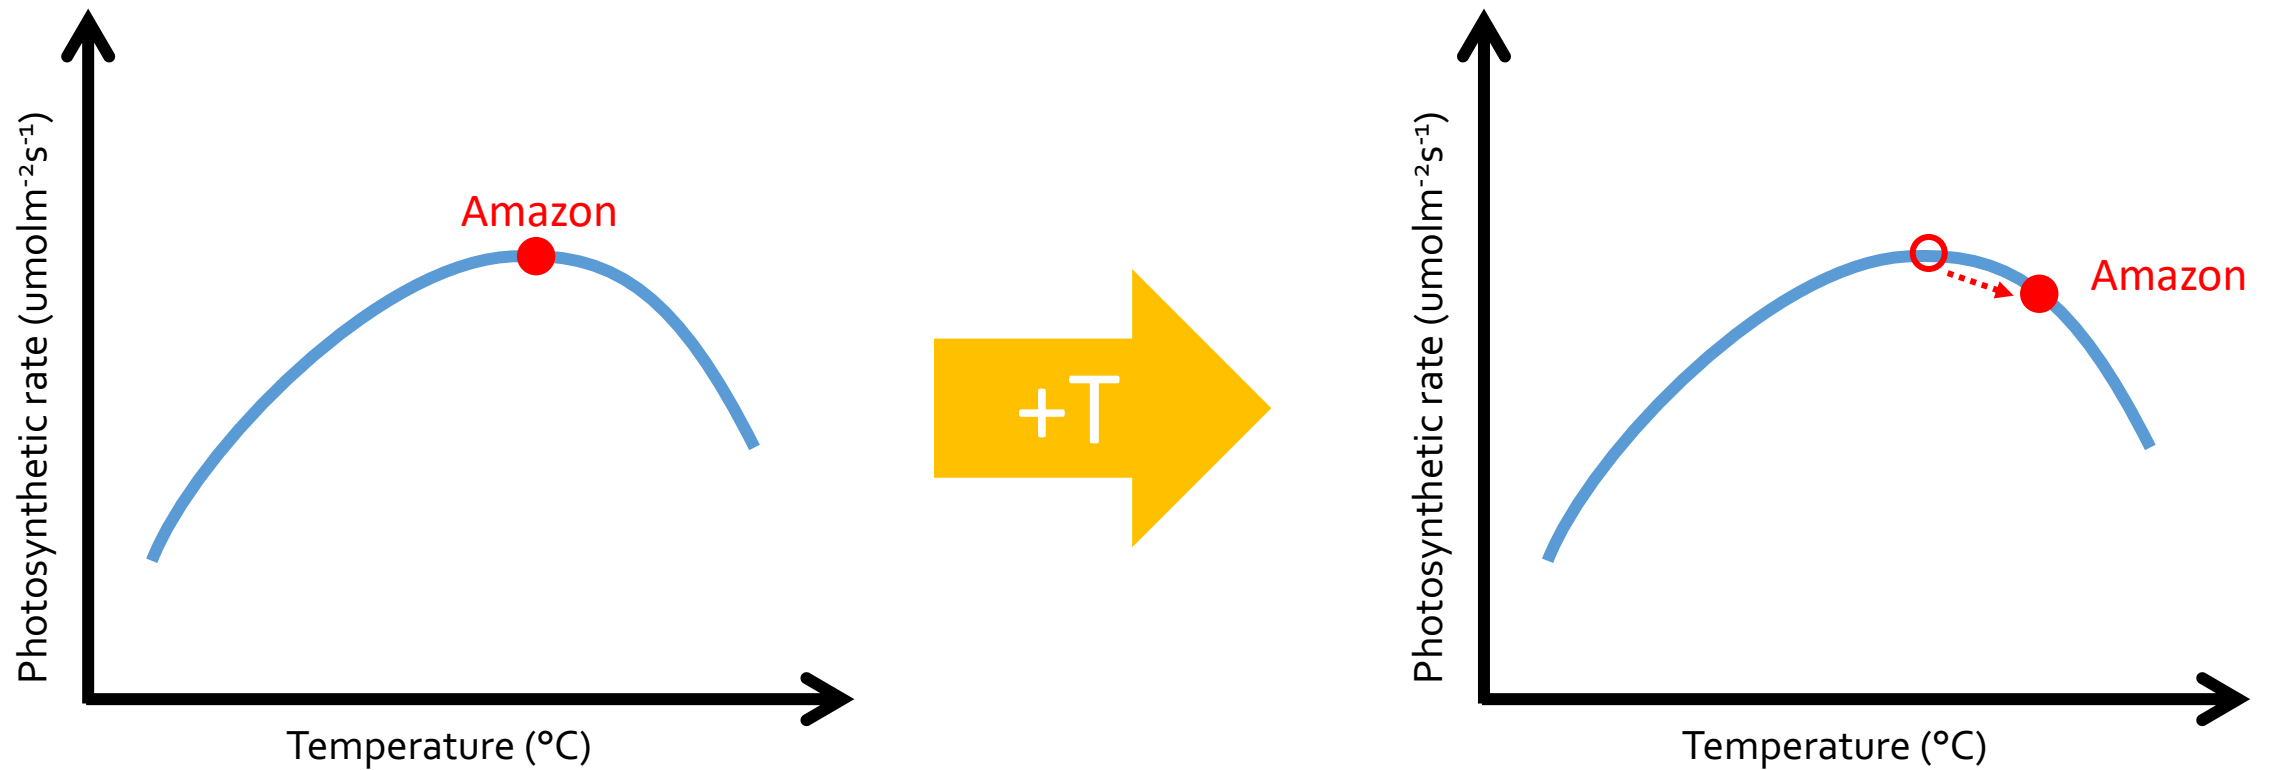 Photosynthetic rate (umolm⁻²s⁻¹)
Amazon
Temperature (°C)
+T
Photosynthetic rate (umolm⁻²s⁻¹)
Amazon
Temperature (°C)